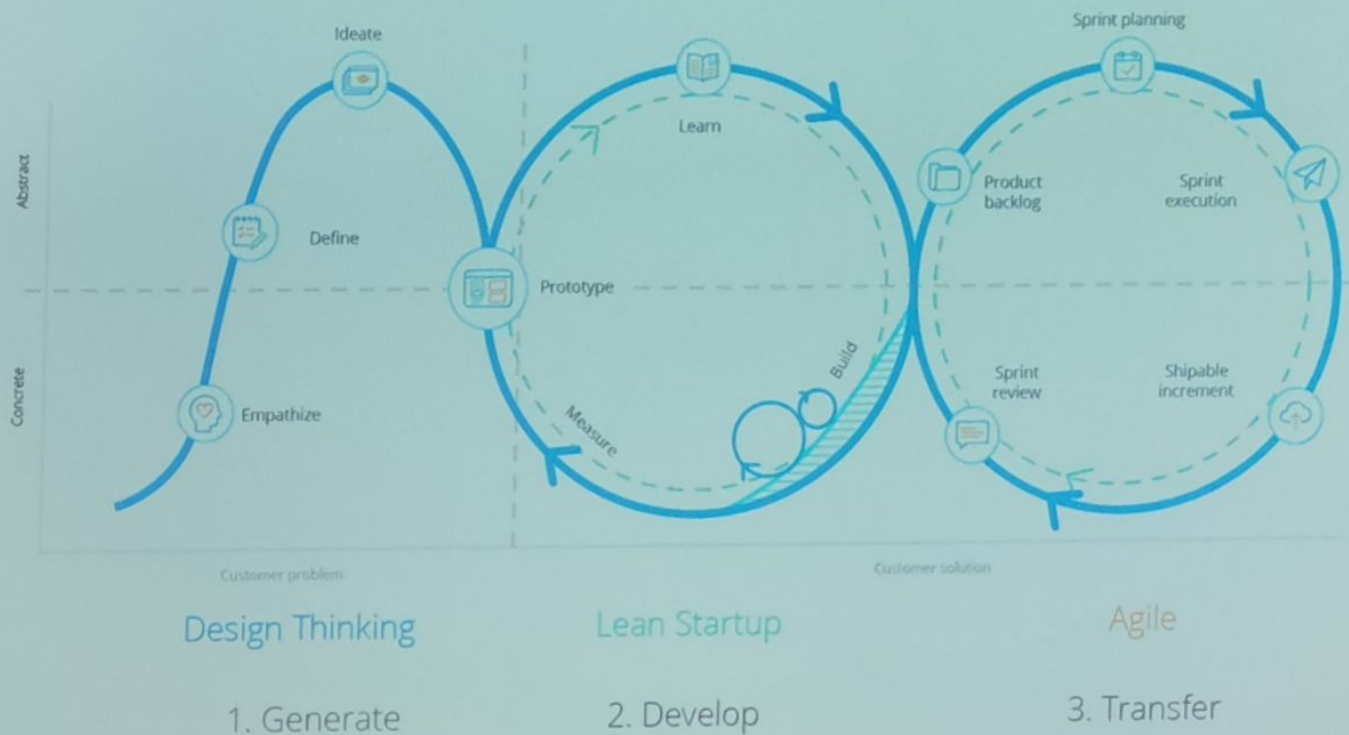 Ideate
Sprint planning
Learn
Abstract
Define
Product
backlog
Sprint
execution
Prototype
Concrete
Empathize
Measure
Build
Sprint
review
Shipable
increment
Customer problem
Customer solution
Design Thinking
Lean Startup
Agile
1. Generate
2. Develop
3. Transfer